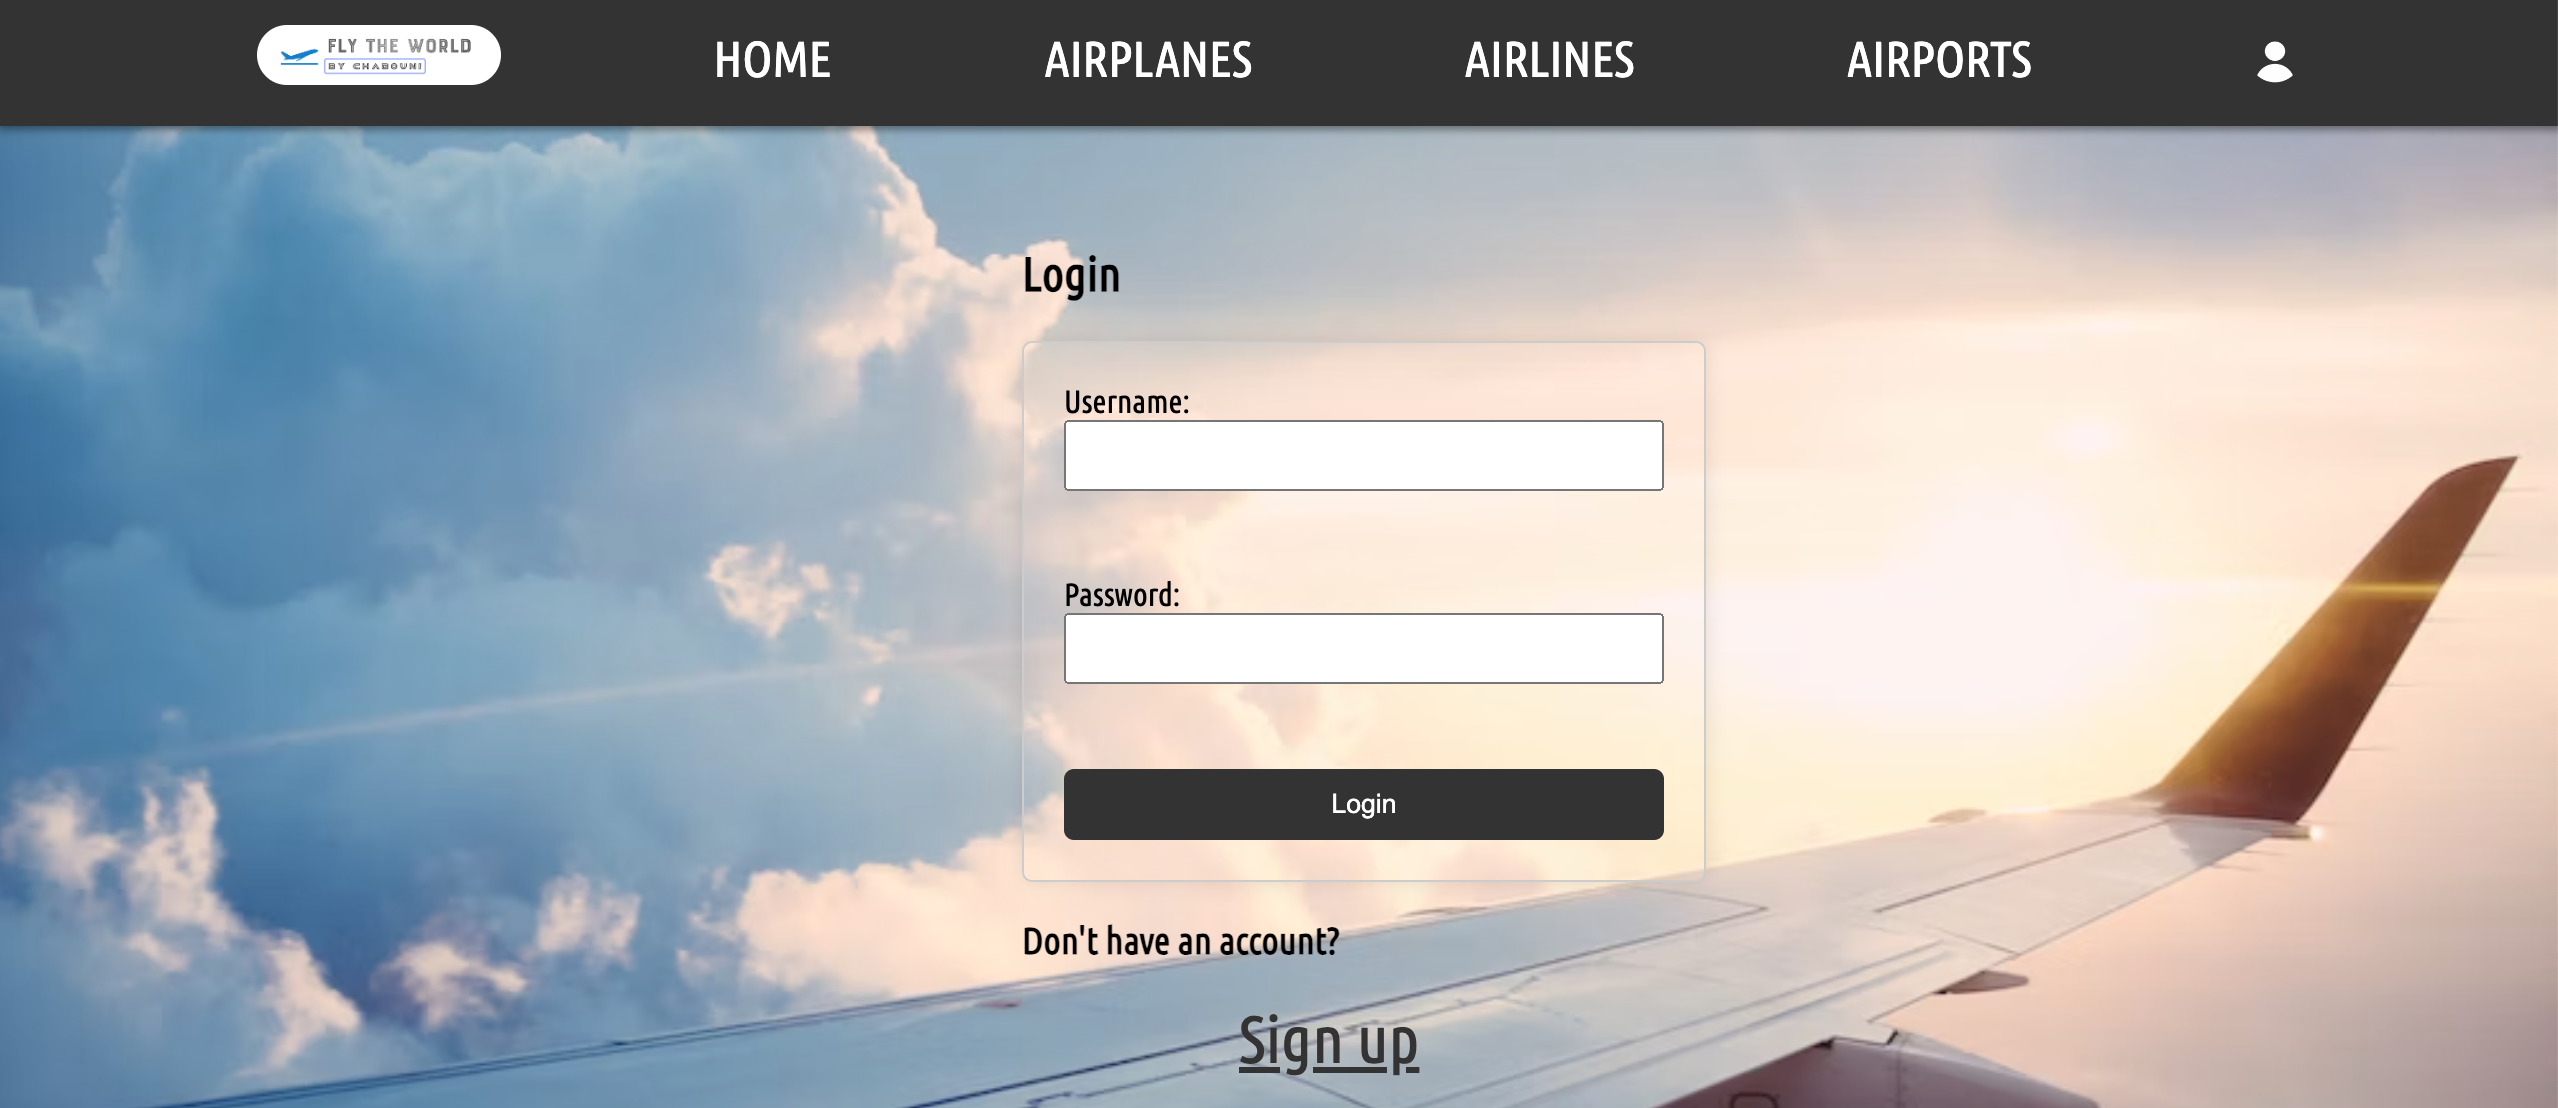 FLY THE WORLD
BY CHABOUNI
HOME
AIRPLANES
AIRLINES
AIRPORTS
Login
Username:
Password:
Login
Don't have an account?
Sign up